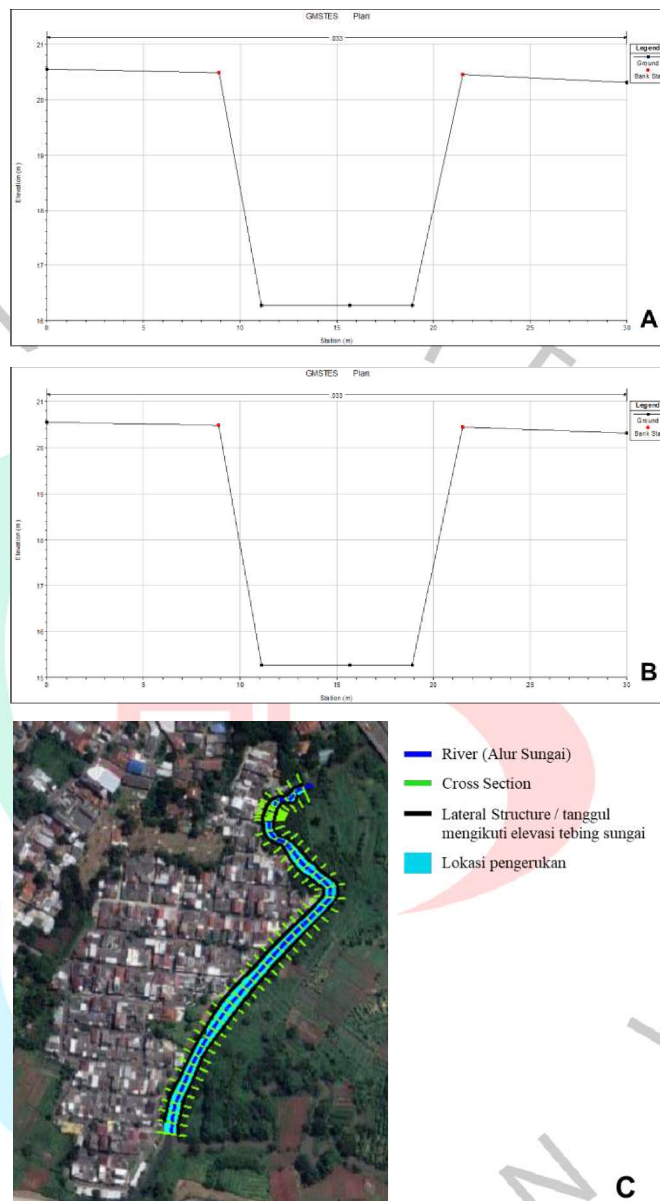 GMSTES Plan:
.033
Legend
Ground
Bank Sta
21
20
19
18
17
16
Elevation (m)
0
5
10
15
20
25
30
Station (m)
A
GMSTES Plan:
.033
Legend
Ground
Bank Sta
21
20
19
18
17
16
15
Elevation (m)
0
5
10
15
20
25
30
Station (m)
B
River (Alur Sungai)
Cross Section
Lateral Structure / tanggul
mengikuti elevasi tebing sungai
Lokasi pengerukan
C